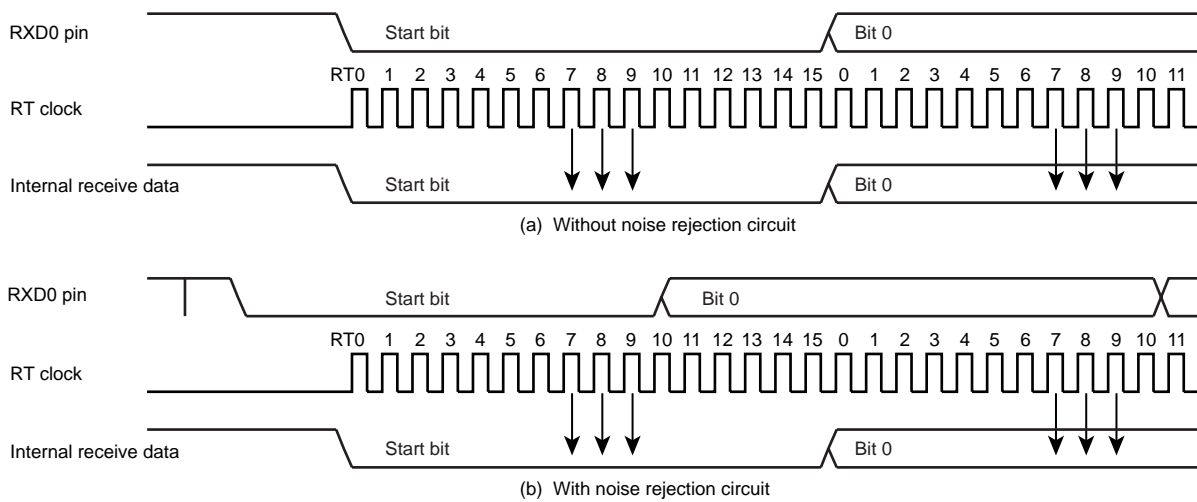 RXD0 pin Start bit Bit 0
RT0 1 2 3 4 5 6 7 8 9 10 11 12 13 14 15 0 1 2 3 4 5 6 7 8 9 10 11
RT clock
Internal receive data Start bit Bit 0
(a) Without noise rejection circuit
RXD0 pin Start bit Bit 0
RT0 1 2 3 4 5 6 7 8 9 10 11 12 13 14 15 0 1 2 3 4 5 6 7 8 9 10 11
RT clock
Internal receive data Start bit Bit 0
(b) With noise rejection circuit